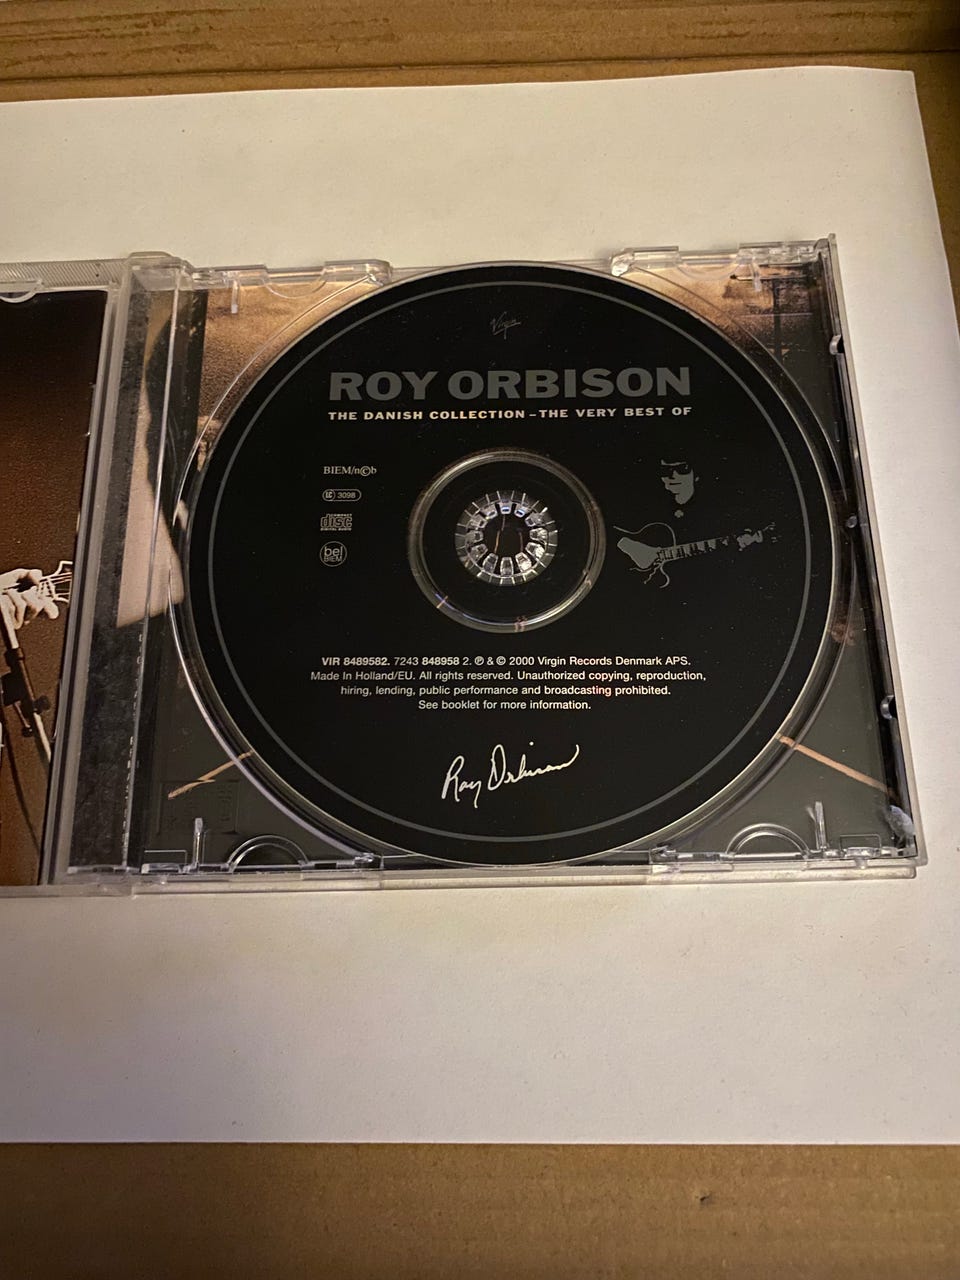 Virgin
ROY ORBISON
THE DANISH COLLECTION – THE VERY BEST OF
BIEM/n©b
LC 3098
COMPACT
DISC
DIGITAL AUDIO
bel
BIEM
VIR 8489582. 7243 848958 2. ℗ & © 2000 Virgin Records Denmark APS.
Made In Holland/EU. All rights reserved. Unauthorized copying, reproduction,
hiring, lending, public performance and broadcasting prohibited.
See booklet for more information.
Roy Orbison